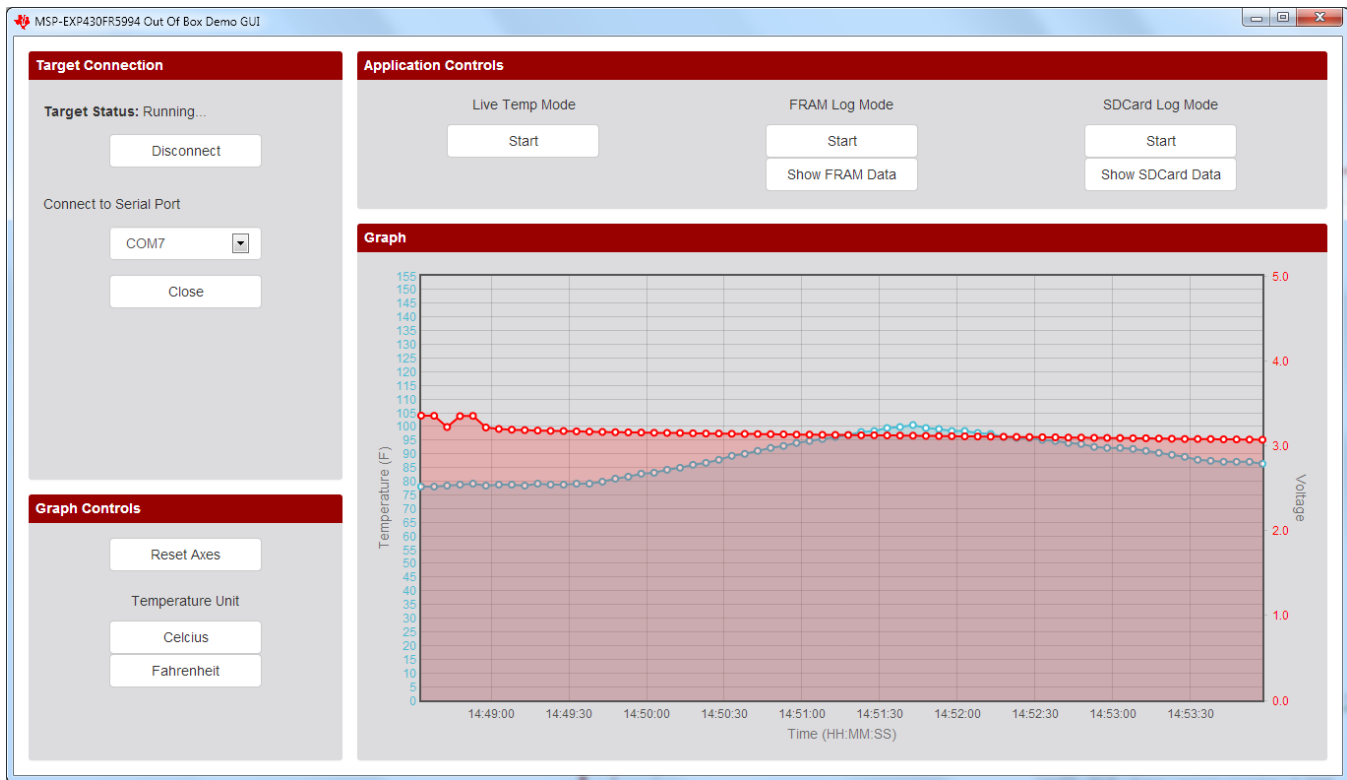 MSP-EXP430FR5994 Out Of Box Demo GUI
Target Connection
Target Status: Running...
Disconnect
Connect to Serial Port
COM7
Close
Graph Controls
Reset Axes
Temperature Unit
Celcius
Fahrenheit
Application Controls
Live Temp Mode
Start
FRAM Log Mode
Start
Show FRAM Data
SDCard Log Mode
Start
Show SDCard Data
Graph
Temperature (F)
155
150
145
140
135
130
125
120
115
110
105
100
95
90
85
80
75
70
65
60
55
50
45
40
35
30
25
20
15
10
5
0
5.0
4.0
3.0
2.0
1.0
0.0
Voltage
14:49:00 14:49:30 14:50:00 14:50:30 14:51:00 14:51:30 14:52:00 14:52:30 14:53:00 14:53:30
Time (HH:MM:SS)